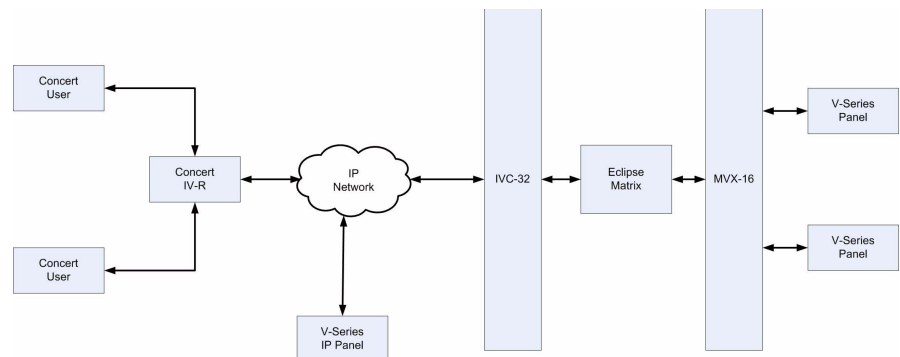 Concert
User
V-Series
Panel
Concert
IV-R
IP
Network
IVC-32
Eclipse
Matrix
MVX-16
Concert
User
V-Series
Panel
V-Series
IP Panel